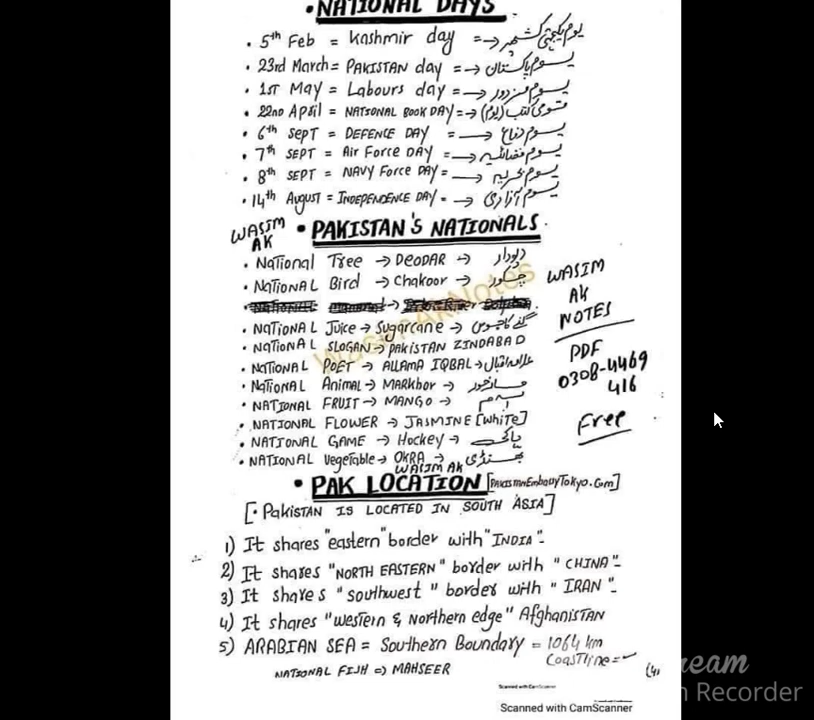 • NATIONAL DAYS
• 5th Feb = Kashmir day =→ یوم یکجہتی کشمیر
• 23rd March = PAKISTAN day =→ یوم پاکستان
• 1st May = Labours day =→ یوم مزدور
• 22nd April = NATIONAL BOOK DAY =→ قومی کتب (یوم)
• 6th Sept = DEFENCE DAY =→ یوم دفاع
• 7th SEPT = Air Force DAY =→ یوم فضائیہ
• 8th SEPT = NAVY Force DAY =→ یوم بحریہ
• 14th August = INDEPENDENCE DAY =→ یوم آزادی
WASIM AK
• PAKISTAN'S NATIONALS
• National Tree → DEODAR → دیودار
• NATIONAL Bird → Chakoor → چکور
• NATIONAL Juice → Sugarcane → گنے کا جوس
• NATIONAL SLOGAN → PAKISTAN ZINDABAD
• NATIONAL POET → ALLAMA IQBAL → علامہ اقبال
• NATIONAL Animal → MARKhor → مارخور
• NATIONAL FRUIT → MANGO → آم
• NATIONAL FLOWER → JASMINE [White]
• NATIONAL GAME → Hockey → ہاکی
• NATIONAL Vegetable → OKRA → بھنڈی
WASIM AK
WASIM
AK
NOTES
PDF
0308-4469
416
Free
WasimAkNotes
• PAK LOCATION [PakistanEmbassyTokyo.Com]
[• PAKISTAN IS LOCATED IN SOUTH ASIA]
1) It shares "eastern" border with "INDIA".
2) It shares "NORTH EASTERN" border with "CHINA".
3) It shares "southwest" border with "IRAN".
4) It shares "western & Northern edge" Afghanistan
5) ARABIAN SEA = Southern Boundary = 1064 km
Coastline =
NATIONAL FISH => MAHSEER
(4)
Scanned with CamScanner
Scanned with CamScanner
ream
n Recorder